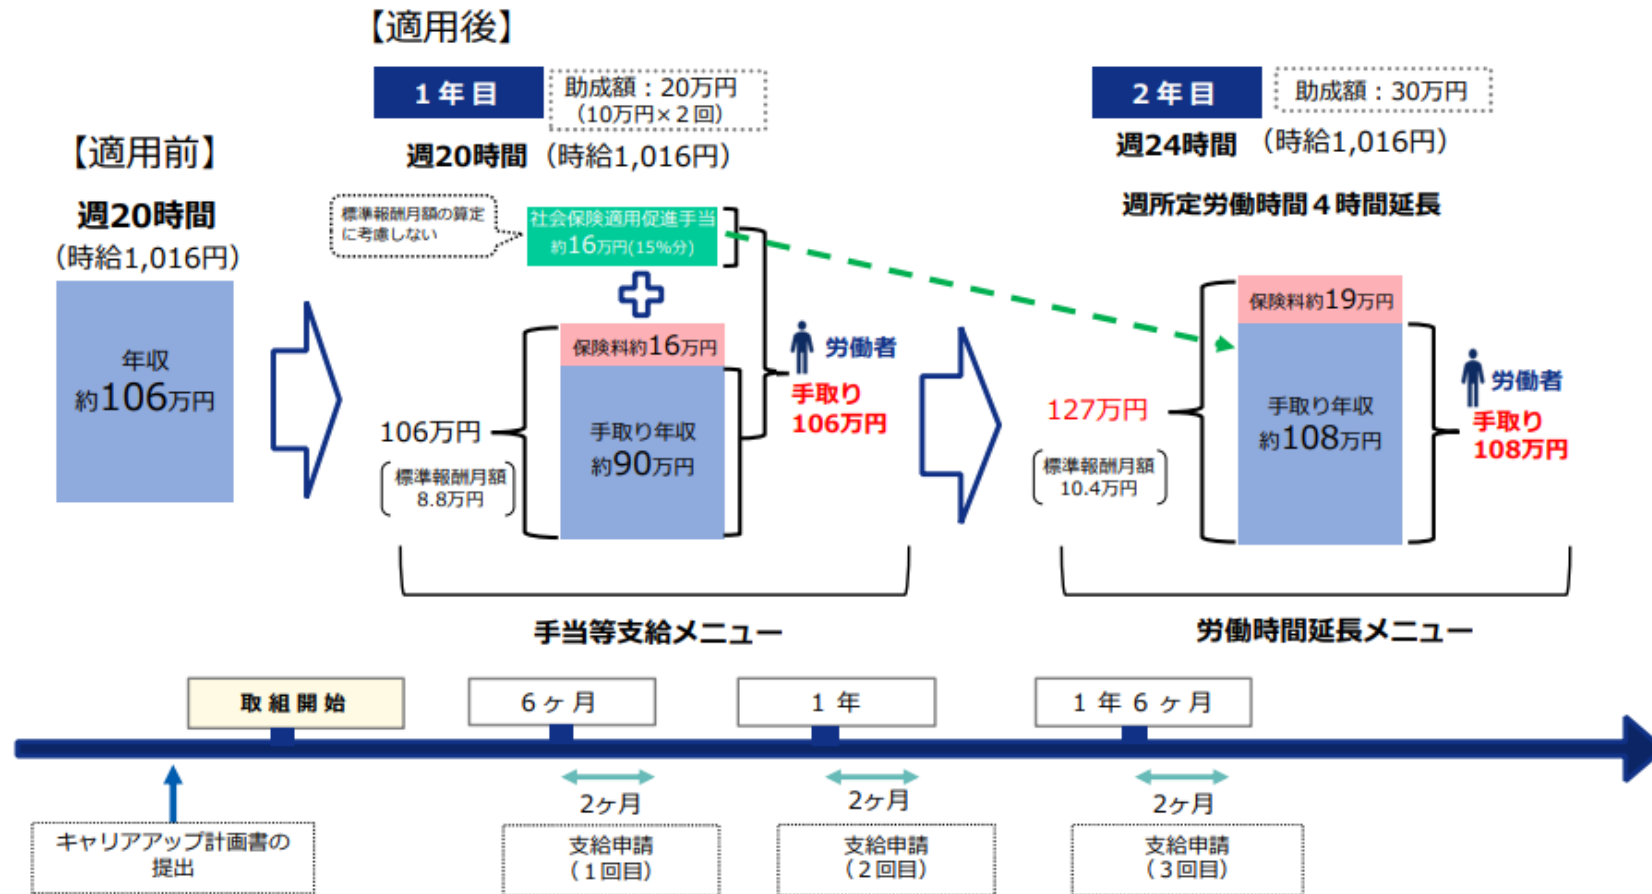 【適用後】
1年目
助成額：20万円
（10万円×2回）
2年目
助成額：30万円
【適用前】
週20時間（時給1,016円）
週24時間（時給1,016円）
週20時間
（時給1,016円）
標準報酬月額の算定
に考慮しない
社会保険適用促進手当
約16万円(15%分)
週所定労働時間４時間延長
年収
約106万円
保険料約16万円
手取り年収
約90万円
106万円
標準報酬月額
8.8万円
労働者
手取り
106万円
保険料約19万円
手取り年収
約108万円
127万円
標準報酬月額
10.4万円
労働者
手取り
108万円
手当等支給メニュー
労働時間延長メニュー
取組開始
6ヶ月
1年
1年6ヶ月
2ヶ月
2ヶ月
2ヶ月
キャリアアップ計画書の
提出
支給申請
（１回目）
支給申請
（２回目）
支給申請
（３回目）